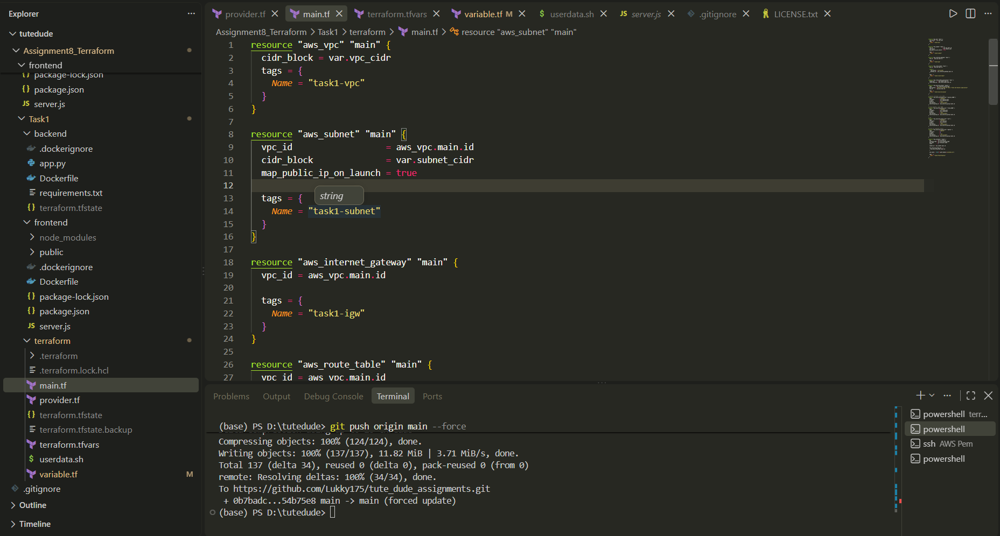 Explorer
tutedude
Assignment8_Terraform
frontend
package-lock.json
package.json
JS server.js
Task1
backend
.dockerignore
app.py
Dockerfile
requirements.txt
terraform.tfstate
frontend
node_modules
public
.dockerignore
Dockerfile
package-lock.json
package.json
JS server.js
terraform
.terraform
.terraform.lock.hcl
main.tf
provider.tf
terraform.tfstate
terraform.tfstate.backup
terraform.tfvars
$ userdata.sh
variable.tf M
.gitignore
Outline
Timeline
provider.tf main.tf terraform.tfvars variable.tf M $ userdata.sh JS server.js .gitignore LICENSE.txt
Assignment8_Terraform > Task1 > terraform > main.tf > resource "aws_subnet" "main"
1 resource "aws_vpc" "main" {
2 cidr_block = var.vpc_cidr
3 tags = {
4 Name = "task1-vpc"
5 }
6 }
7
8 resource "aws_subnet" "main" {
9 vpc_id = aws_vpc.main.id
10 cidr_block = var.subnet_cidr
11 map_public_ip_on_launch = true
12
string
13 tags = {
14 Name = "task1-subnet"
15 }
16 }
17
18 resource "aws_internet_gateway" "main" {
19 vpc_id = aws_vpc.main.id
20
21 tags = {
22 Name = "task1-igw"
23 }
24 }
25
26 resource "aws_route_table" "main" {
27 vpc_id = aws_vpc.main.id
Problems Output Debug Console Terminal Ports
(base) PS D:\tutedude> git push origin main --force
Compressing objects: 100% (124/124), done.
Writing objects: 100% (137/137), 11.82 MiB | 3.71 MiB/s, done.
Total 137 (delta 34), reused 0 (delta 0), pack-reused 0 (from 0)
remote: Resolving deltas: 100% (34/34), done.
To https://github.com/Lukky175/tute_dude_assignments.git
+ 0b7badc...54b75e8 main -> main (forced update)
(base) PS D:\tutedude>
powershell terr...
powershell
ssh AWS Pem
powershell